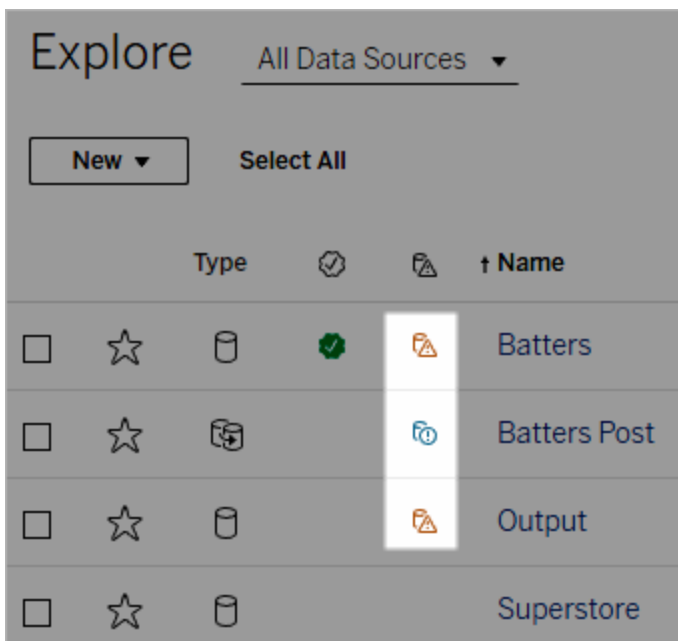 Explore All Data Sources
New Select All
Type Name
Batters
Batters Post
Output
Superstore